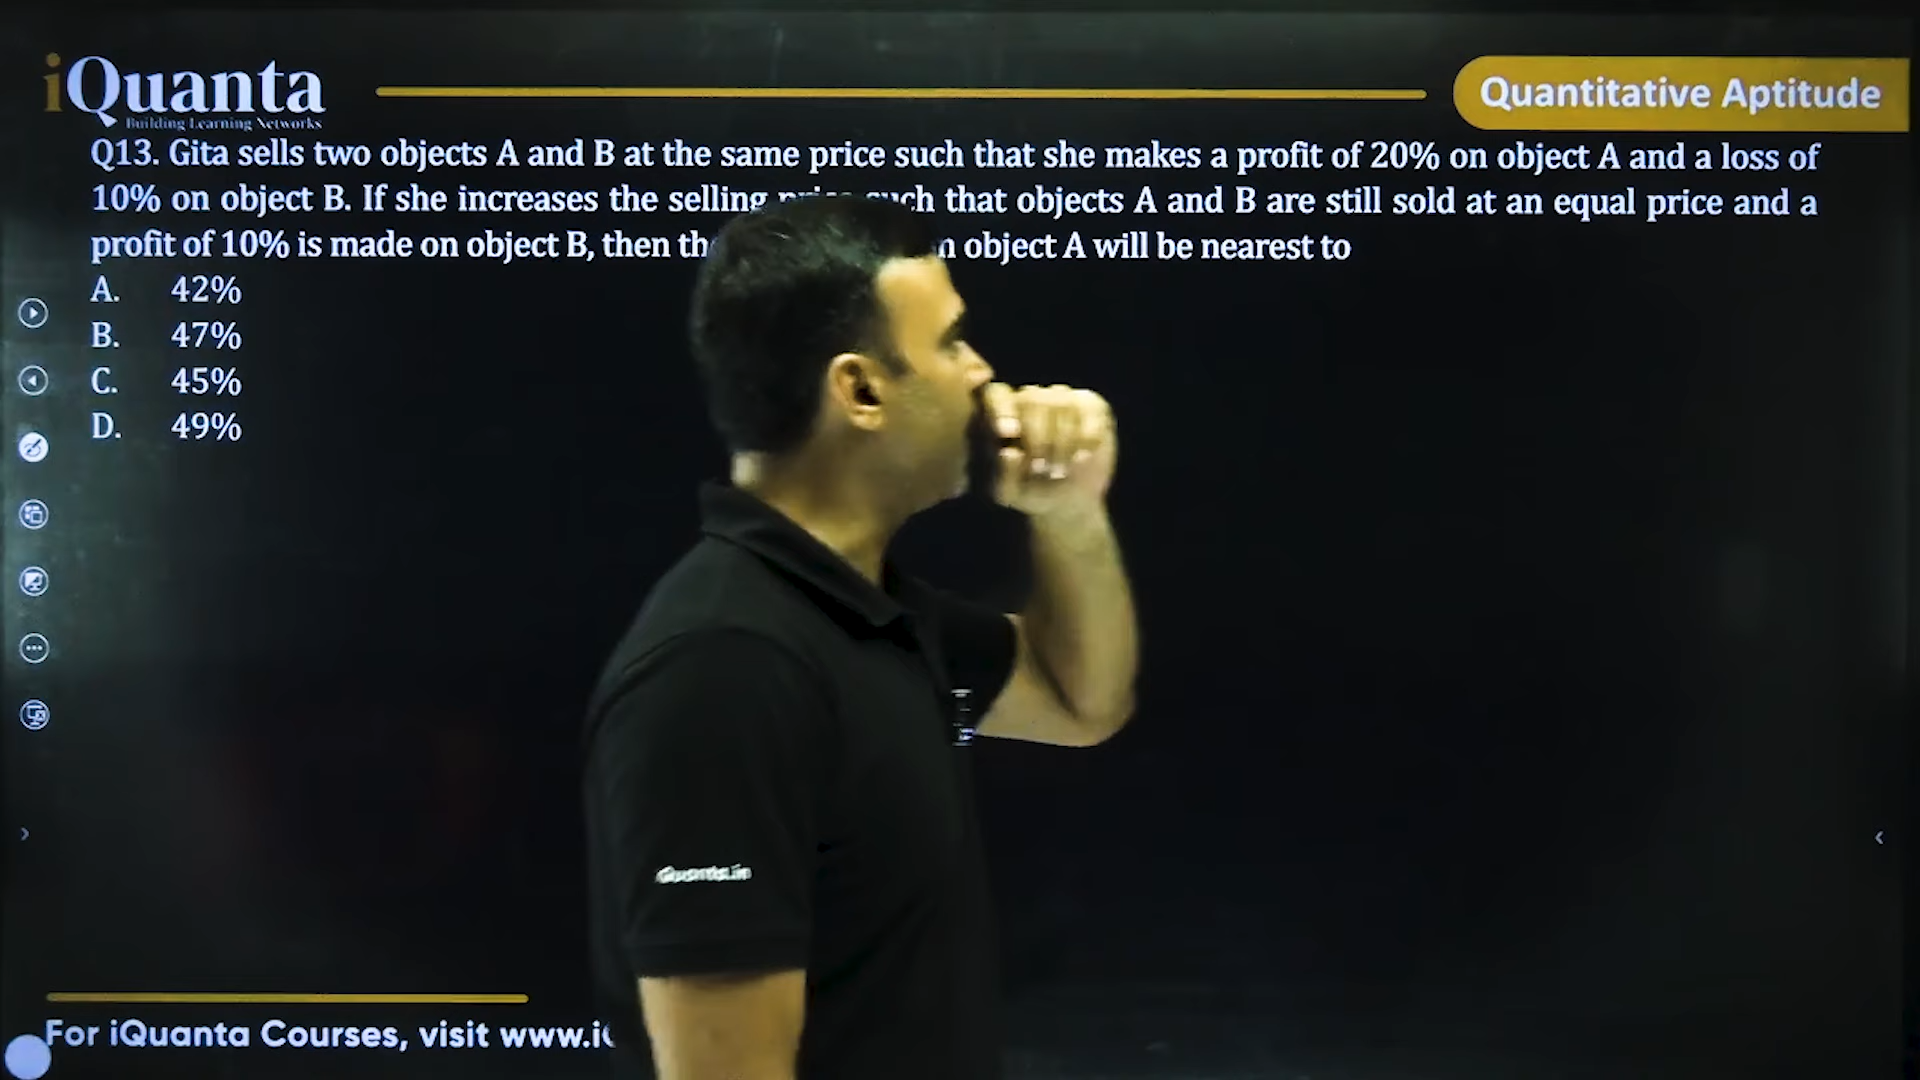 iQuanta
Building Learning Networks
Quantitative Aptitude
Q13. Gita sells two objects A and B at the same price such that she makes a profit of 20% on object A and a loss of
10% on object B. If she increases the selling such that objects A and B are still sold at an equal price and a
profit of 10% is made on object B, then object A will be nearest to
A. 42%
B. 47%
C. 45%
D. 49%
For iQuanta Courses, visit